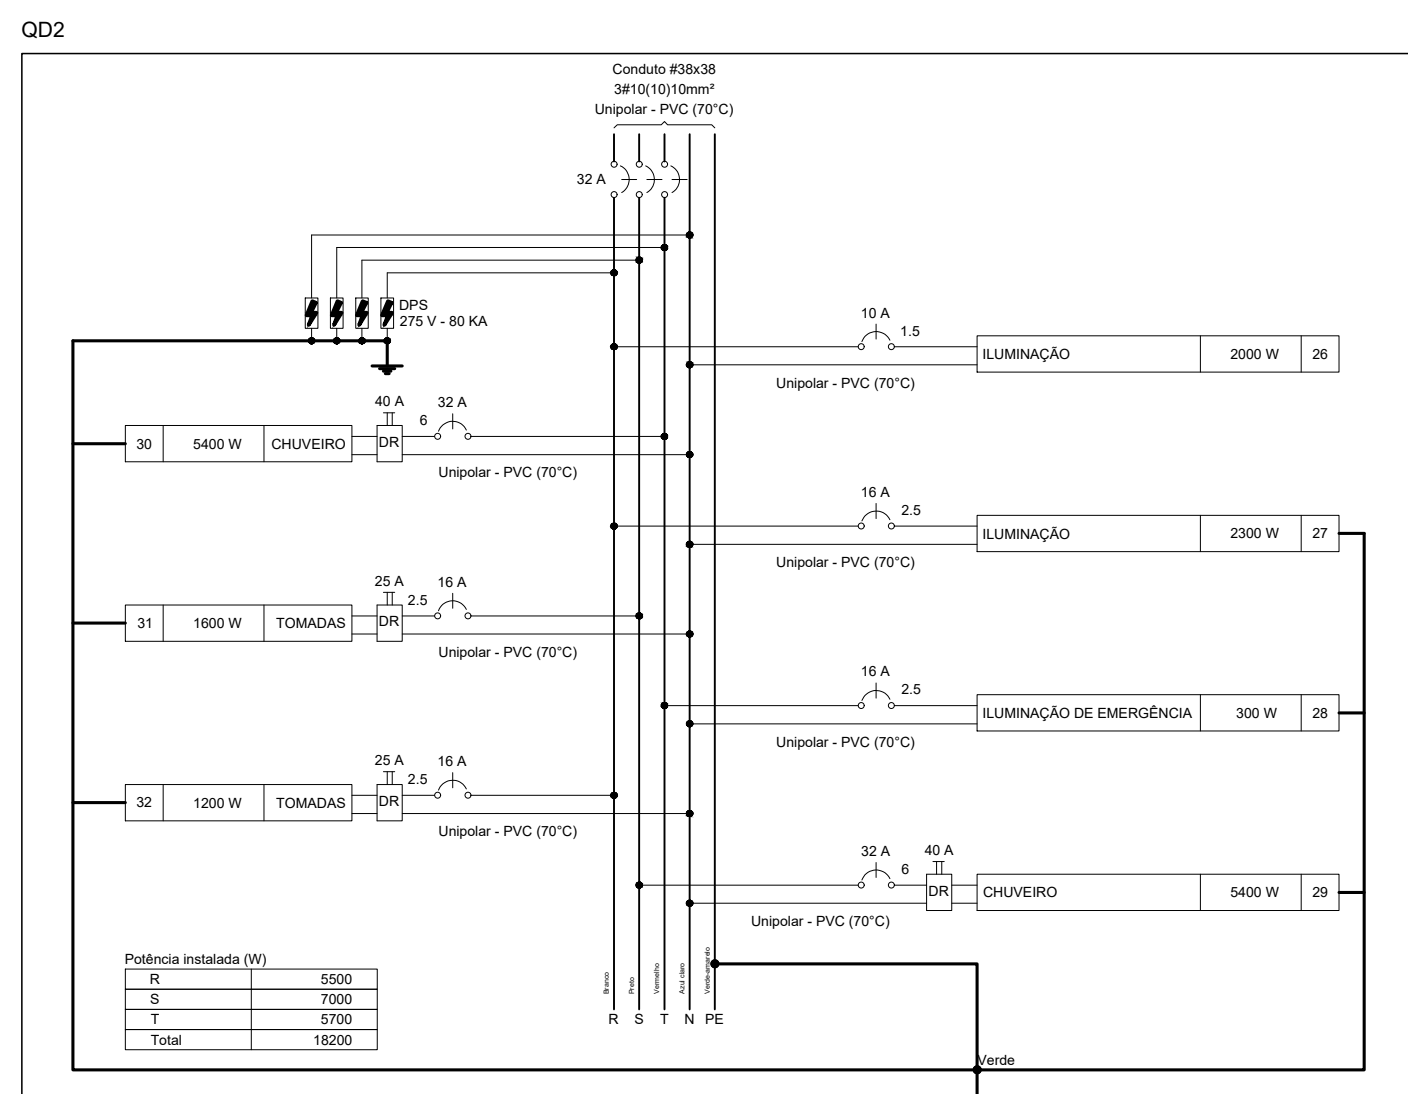 QD2
Conduto #38x38
3#10(10)10mm²
Unipolar - PVC (70°C)
32 A
DPS
275 V - 80 KA
10 A
1.5
ILUMINAÇÃO 2000 W 26
Unipolar - PVC (70°C)
40 A 32 A
6
30 5400 W CHUVEIRO DR
Unipolar - PVC (70°C)
16 A
2.5
ILUMINAÇÃO 2300 W 27
Unipolar - PVC (70°C)
25 A 16 A
2.5
31 1600 W TOMADAS DR
Unipolar - PVC (70°C)
16 A
2.5
ILUMINAÇÃO DE EMERGÊNCIA 300 W 28
Unipolar - PVC (70°C)
25 A 16 A
2.5
32 1200 W TOMADAS DR
Unipolar - PVC (70°C)
32 A 40 A
6
DR CHUVEIRO 5400 W 29
Unipolar - PVC (70°C)
Potência instalada (W)
R 5500
S 7000
T 5700
Total 18200
Branco
Preto
Vermelho
Azul claro
Verde-amarelo
R S T N PE
Verde